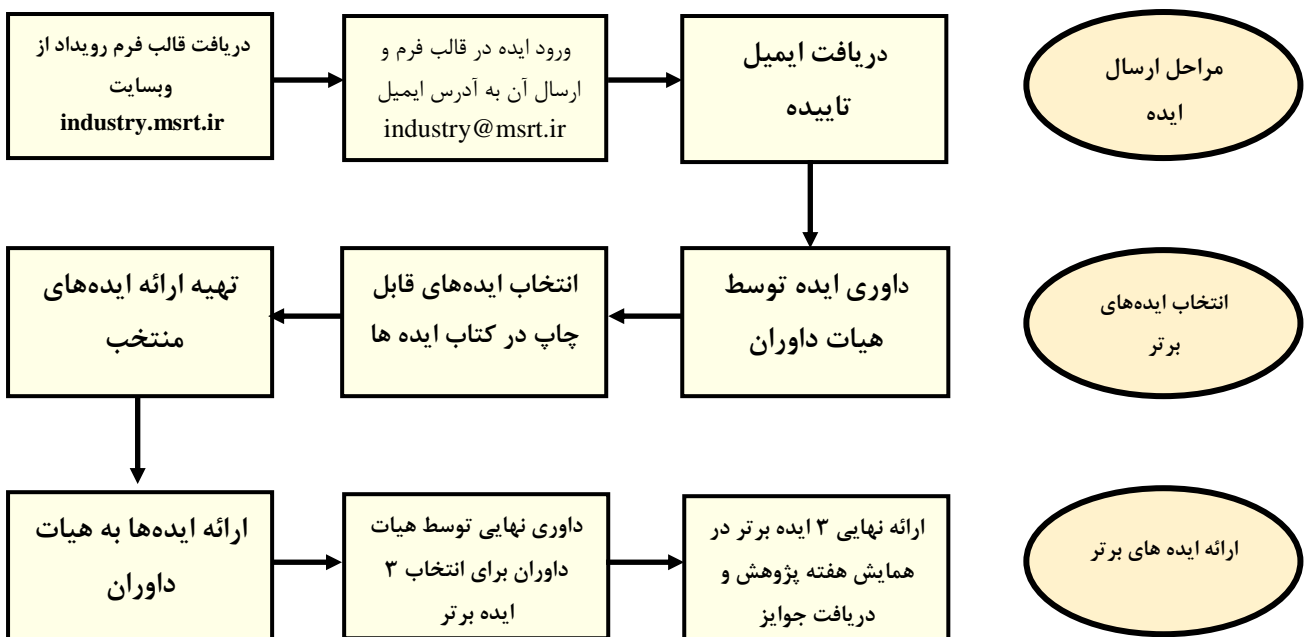 دریافت قالب فرم رویداد از
وبسایت
industry.msrt.ir
ورود ایده در قالب فرم و
ارسال آن به آدرس ایمیل
industry@msrt.ir
دریافت ایمیل
تاییده
مراحل ارسال
ایده
داوری ایده توسط
هیات داوران
انتخاب ایده‌های قابل
چاپ در کتاب ایده ها
تهیه ارائه ایده‌های
منتخب
انتخاب ایده‌های
برتر
ارائه ایده‌ها به هیات
داوران
داوری نهایی توسط هیات
داوران برای انتخاب ۳
ایده برتر
ارائه نهایی ۳ ایده برتر در
همایش هفته پژوهش و
دریافت جوایز
ارائه ایده های برتر